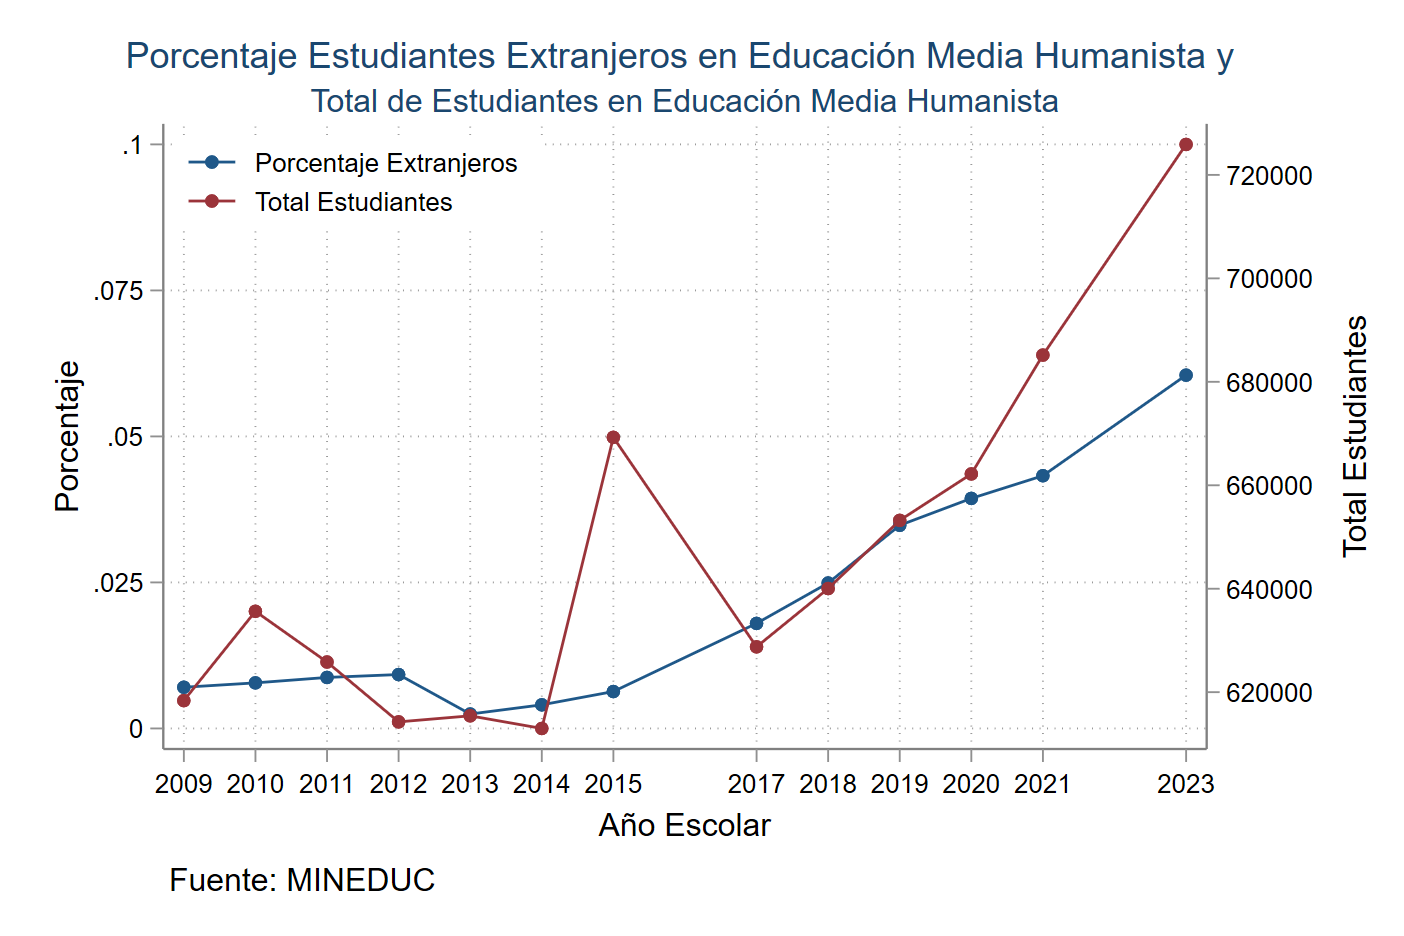 Porcentaje Estudiantes Extranjeros en Educación Media Humanista y
Total de Estudiantes en Educación Media Humanista
Porcentaje Extranjeros
Total Estudiantes
.1
.075
.05
.025
0
Porcentaje
720000
700000
680000
660000
640000
620000
Total Estudiantes
2009 2010 2011 2012 2013 2014 2015 2017 2018 2019 2020 2021 2023
Año Escolar
Fuente: MINEDUC